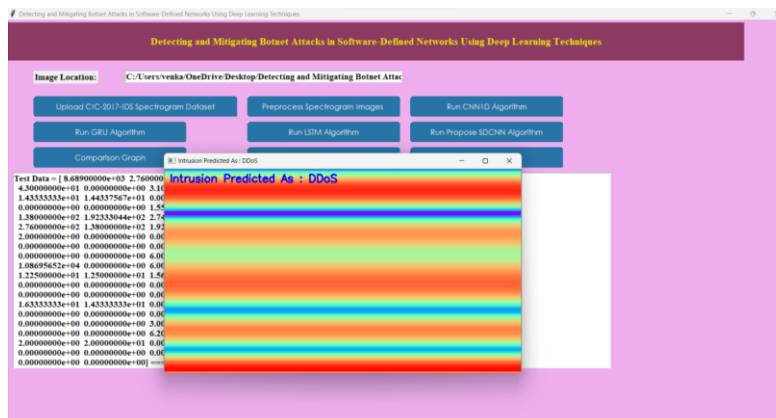 Detecting and Mitigating Botnet Attacks in Software-Defined Networks Using Deep Learning Techniques
Detecting and Mitigating Botnet Attacks in Software-Defined Networks Using Deep Learning Techniques
Image Location: C:/Users/venka/OneDrive/Desktop/Detecting and Mitigating Botnet Attac
Upload CIC-2017-IDS Spectrogram Dataset Preprocess Spectrogram Images Run CNN1D Algorithm
Run GRU Algorithm Run LSTM Algorithm Run Propose SDCNN Algorithm
Comparison Graph
Intrusion Predicted As : DDoS
Intrusion Predicted As : DDoS
Test Data = [ 8.68900000e+03 2.760000
4.30000000e+01 0.00000000e+00 3.10
1.43333333e+01 1.44337567e+01 0.00
0.00000000e+00 0.00000000e+00 1.55
1.38000000e+02 1.92333044e+02 2.74
2.76000000e+02 1.38000000e+02 1.92
2.00000000e+00 0.00000000e+00 0.00
0.00000000e+00 0.00000000e+00 0.00
0.00000000e+00 0.00000000e+00 6.00
1.08695652e+04 0.00000000e+00 6.00
1.22500000e+01 1.25000000e+01 1.56
0.00000000e+00 0.00000000e+00 0.00
0.00000000e+00 0.00000000e+00 0.00
1.63333333e+01 1.43333333e+01 0.00
0.00000000e+00 0.00000000e+00 0.00
0.00000000e+00 0.00000000e+00 3.00
0.00000000e+00 0.00000000e+00 6.20
2.00000000e+00 2.00000000e+01 0.00
0.00000000e+00 0.00000000e+00 0.00
0.00000000e+00 0.00000000e+00] ===